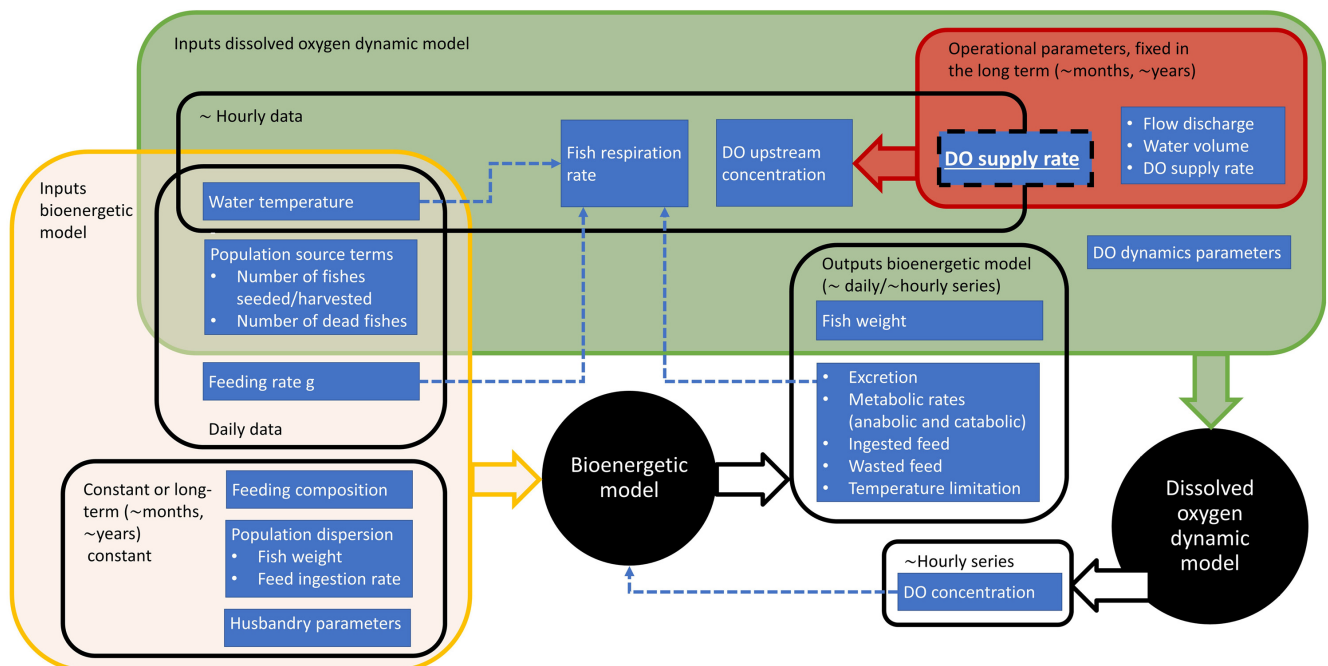 Inputs dissolved oxygen dynamic model
Operational parameters, fixed in
the long term (~months, ~years)
~ Hourly data
Fish respiration
rate
DO upstream
concentration
DO supply rate
• Flow discharge
• Water volume
• DO supply rate
Inputs
bioenergetic
model
Water temperature
Population source terms
• Number of fishes
seeded/harvested
• Number of dead fishes
Feeding rate g
Daily data
DO dynamics parameters
Outputs bioenergetic model
(~ daily/~hourly series)
Fish weight
• Excretion
• Metabolic rates
(anabolic and catabolic)
• Ingested feed
• Wasted feed
• Temperature limitation
Bioenergetic
model
Constant or long-
term (~months,
~years)
constant
Feeding composition
Population dispersion
• Fish weight
• Feed ingestion rate
Husbandry parameters
Dissolved
oxygen
dynamic
model
~Hourly series
DO concentration